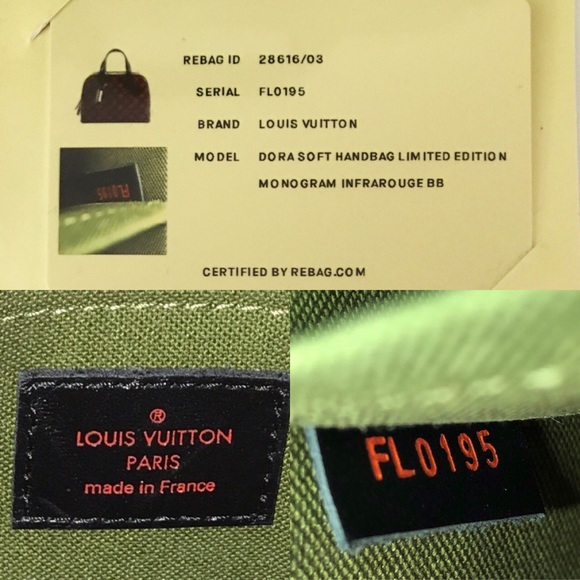 REBAG ID 28616/03
SERIAL FL0195
BRAND LOUIS VUITTON
MODEL DORA SOFT HANDBAG LIMITED EDITION
MONOGRAM INFRAROUGE BB
FL0195
CERTIFIED BY REBAG.COM
®
LOUIS VUITTON
PARIS
made in France
FL0195